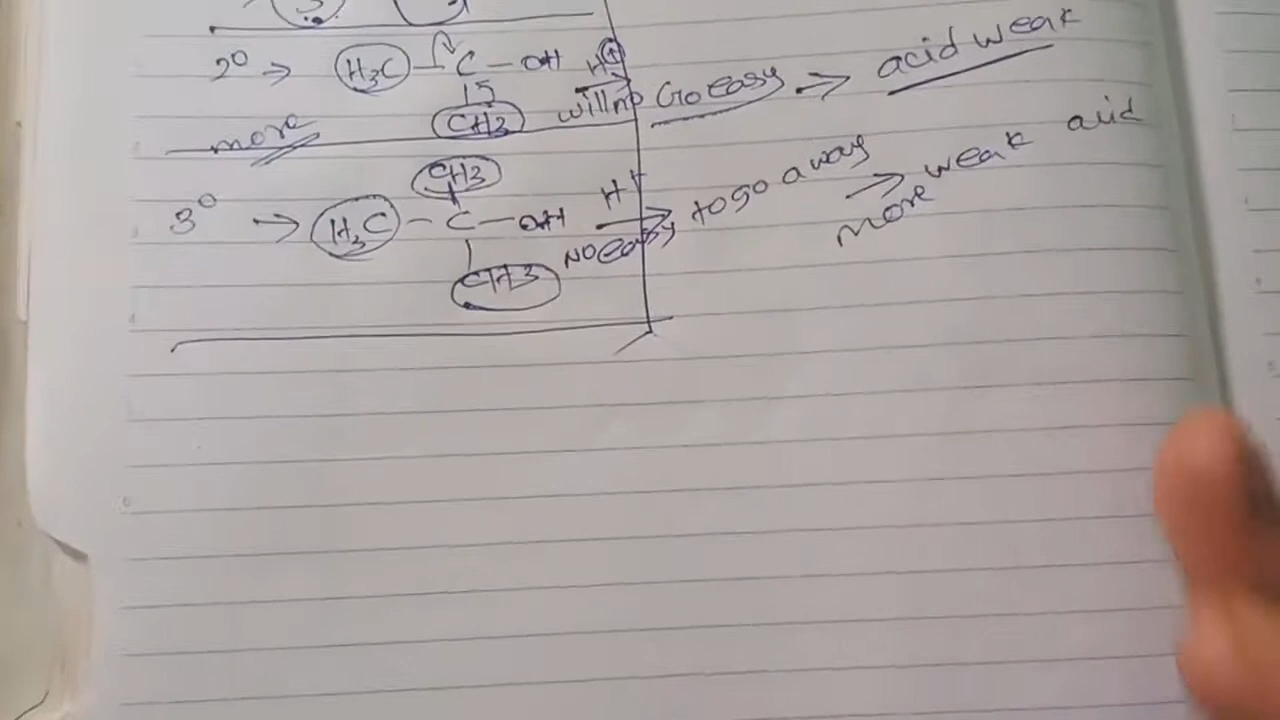 2° → H3C – C – OH H⊕ will no Go easy → acid weak
CH3
more
CH3
3° → H3C – C – OH H+ NO easy to go away → more weak acid
CH3